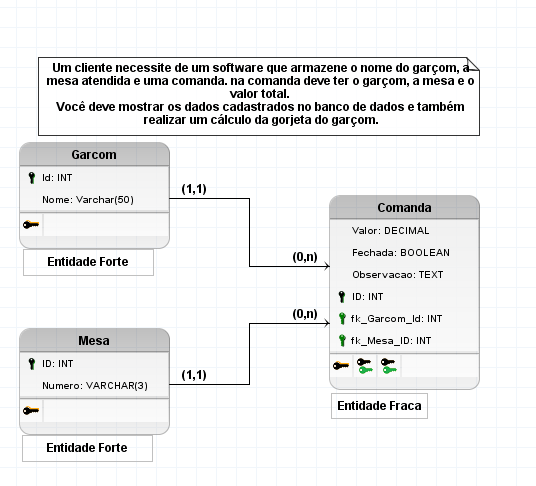 Um cliente necessite de um software que armazene o nome do garçom, a
mesa atendida e uma comanda. na comanda deve ter o garçom, a mesa e o
valor total.
Você deve mostrar os dados cadastrados no banco de dados e também
realizar um cálculo da gorjeta do garçom.
Garcom
Id: INT
Nome: Varchar(50)
Entidade Forte
(1,1)
(0,n)
Comanda
Valor: DECIMAL
Fechada: BOOLEAN
Observacao: TEXT
ID: INT
fk_Garcom_Id: INT
fk_Mesa_ID: INT
Entidade Fraca
(0,n)
Mesa
ID: INT
Numero: VARCHAR(3)
(1,1)
Entidade Forte